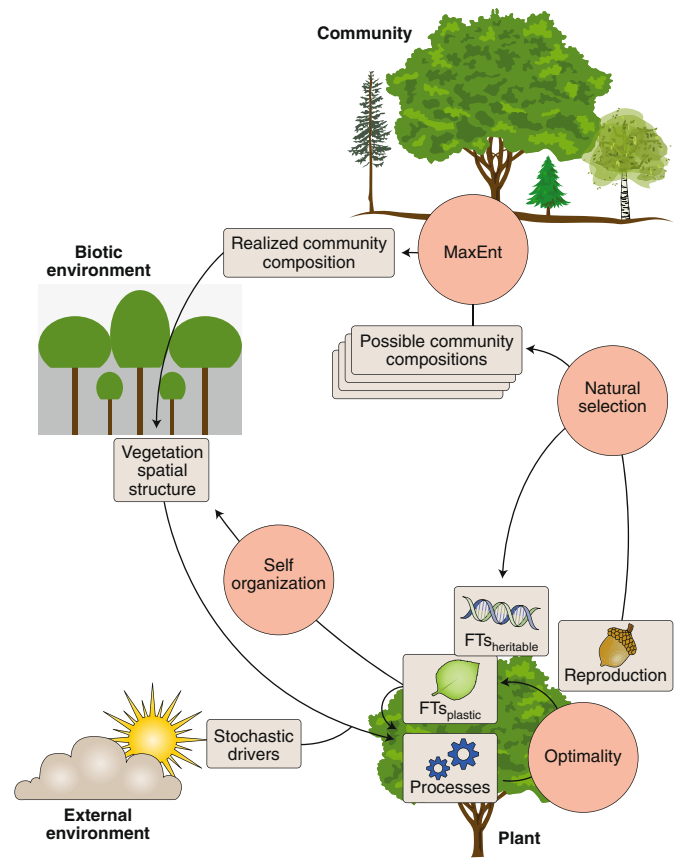 Community
Realized community
composition
MaxEnt
Biotic
environment
Possible community
compositions
Natural
selection
Vegetation
spatial
structure
Self
organization
FTsheritable
Reproduction
FTsplastic
Stochastic
drivers
Optimality
Processes
External
environment
Plant